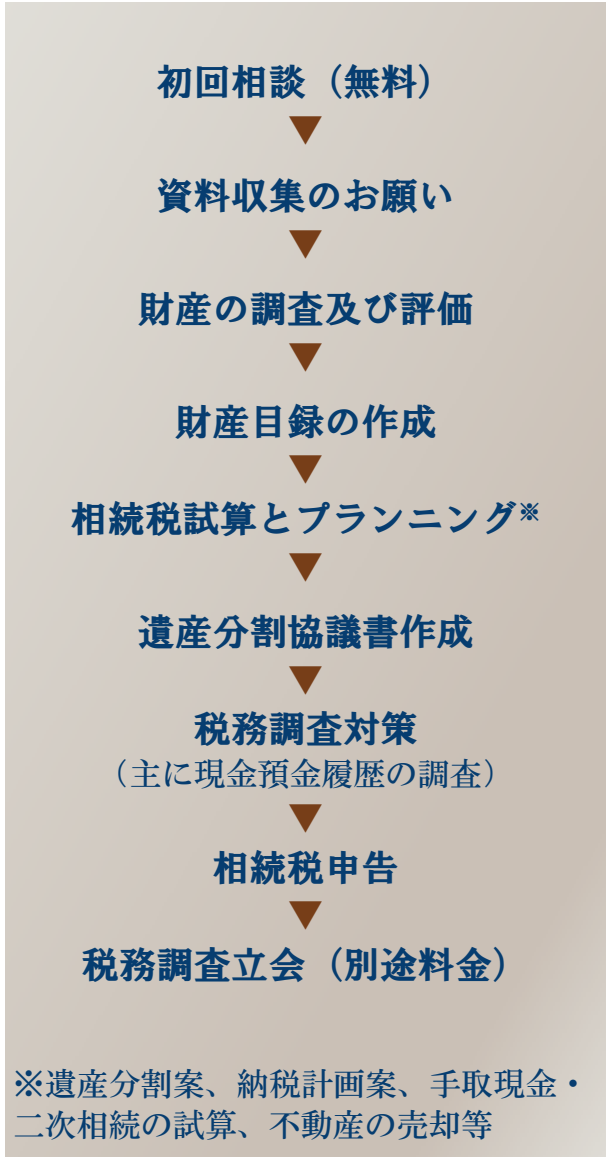 初回相談（無料）
▼
資料収集のお願い
▼
財産の調査及び評価
▼
財産目録の作成
▼
相続税試算とプランニング※
▼
遺産分割協議書作成
▼
税務調査対策
（主に現金預金履歴の調査）
▼
相続税申告
▼
税務調査立会（別途料金）
※遺産分割案、納税計画案、手取現金・
二次相続の試算、不動産の売却等